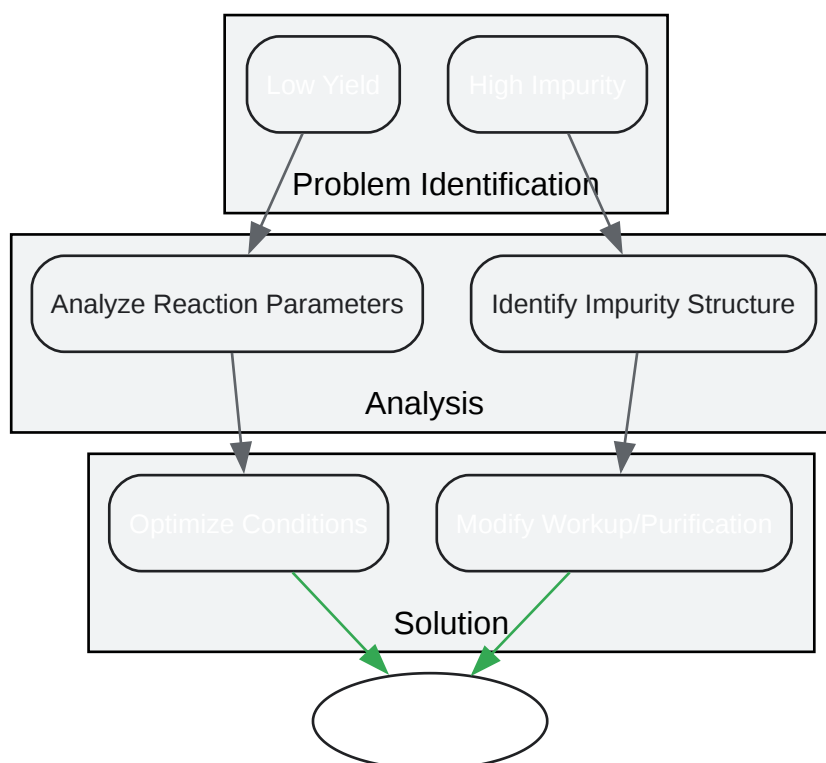 Low Yield
High Impurity
Problem Identification
Analyze Reaction Parameters
Identify Impurity Structure
Analysis
Optimize Conditions
Modify Workup/Purification
Solution